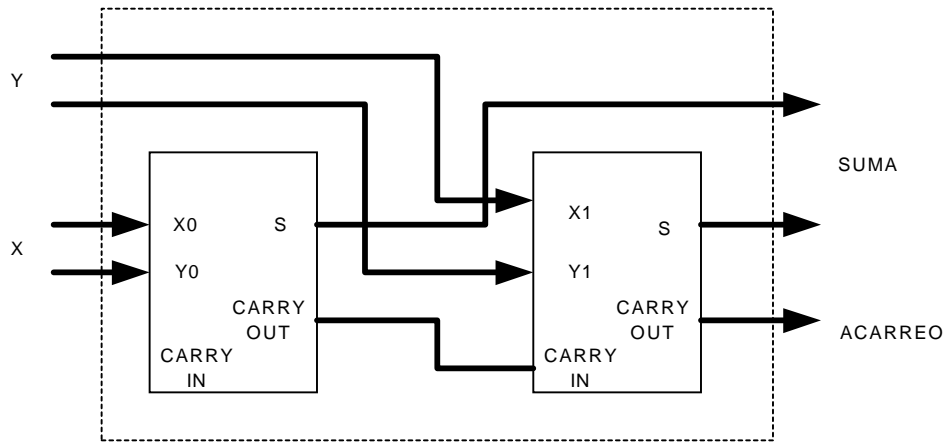 Y
SUMA
X0
S
X1
S
X
Y0
Y1
CARRY
OUT
CARRY
OUT
ACARREO
CARRY
IN
CARRY
IN